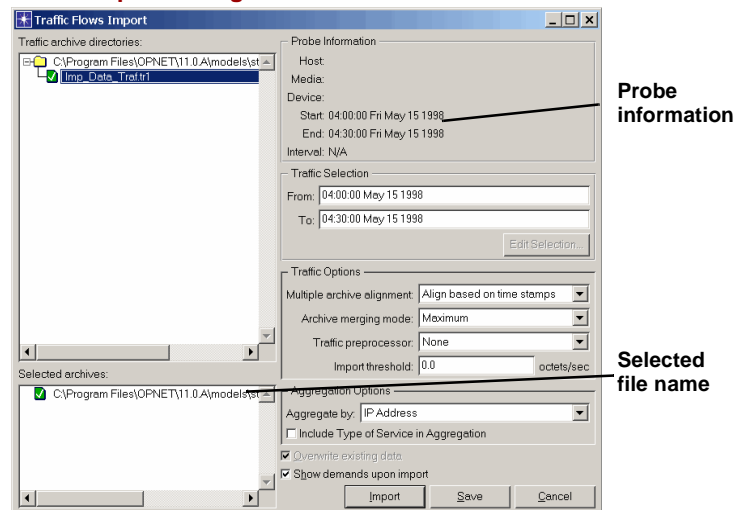 Traffic Flows Import
Traffic archive directories:
C:\Program Files\OPNET\11.0.A\models\st
Imp_Data_Traf.tr1
Probe Information
Host:
Media:
Device:
Start: 04:00:00 Fri May 15 1998
End: 04:30:00 Fri May 15 1998
Interval: N/A
Probe
information
Traffic Selection
From: 04:00:00 May 15 1998
To: 04:30:00 May 15 1998
Edit Selection...
Traffic Options
Multiple archive alignment: Align based on time stamps
Archive merging mode: Maximum
Traffic preprocessor: None
Import threshold: 0.0 octets/sec
Selected archives:
C:\Program Files\OPNET\11.0.A\models\st
Selected
file name
Aggregation Options
Aggregate by: IP Address
Include Type of Service in Aggregation
Overwrite existing data
Show demands upon import
Import Save Cancel